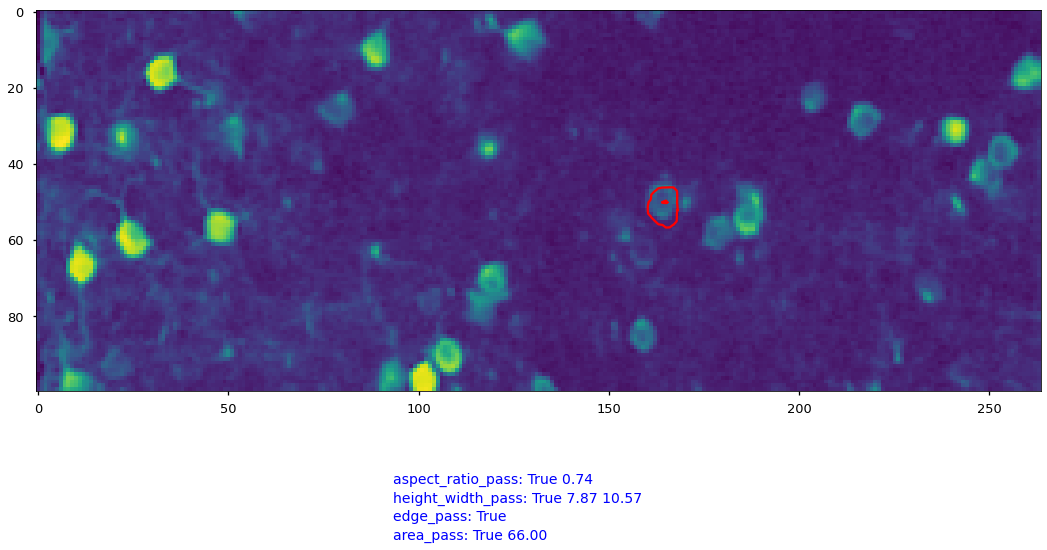 0
20
40
60
80
0 50 100 150 200 250
aspect_ratio_pass: True 0.74
height_width_pass: True 7.87 10.57
edge_pass: True
area_pass: True 66.00